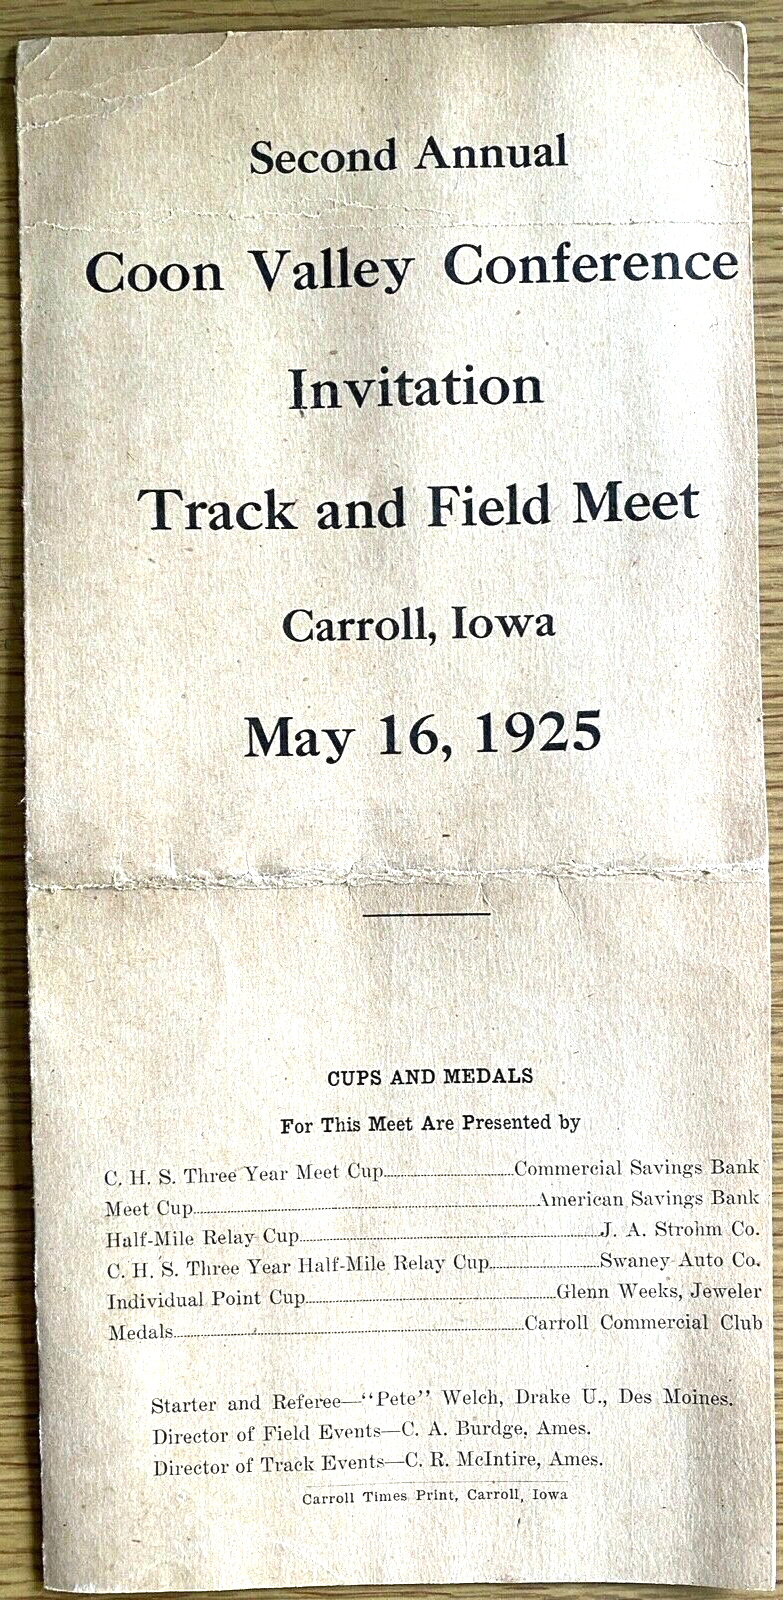 Second Annual
Coon Valley Conference
Invitation
Track and Field Meet
Carroll, Iowa
May 16, 1925
CUPS AND MEDALS
For This Meet Are Presented by
C. H. S. Three Year Meet Cup........Commercial Savings Bank
Meet Cup........American Savings Bank
Half-Mile Relay Cup........J. A. Strohm Co.
C. H. S. Three Year Half-Mile Relay Cup........Swaney Auto Co.
Individual Point Cup........Glenn Weeks, Jeweler
Medals........Carroll Commercial Club
Starter and Referee—"Pete" Welch, Drake U., Des Moines.
Director of Field Events—C. A. Burdge, Ames.
Director of Track Events—C. R. McIntire, Ames.
Carroll Times Print, Carroll, Iowa